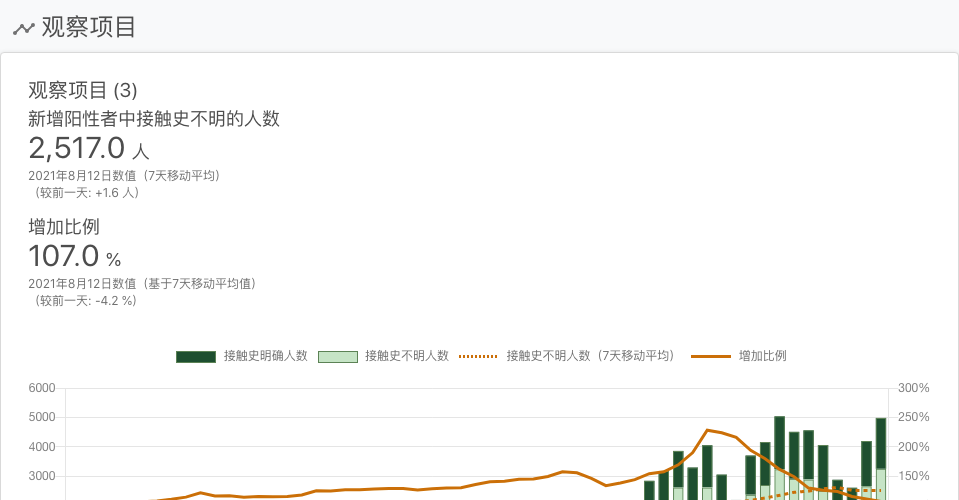 观察项目
观察项目 (3)
新增阳性者中接触史不明的人数
2,517.0 人
2021年8月12日数值（7天移动平均）
（较前一天: +1.6 人）
增加比例
107.0 %
2021年8月12日数值（基于7天移动平均值）
（较前一天: -4.2 %）
接触史明确人数 接触史不明人数 接触史不明人数（7天移动平均） 增加比例
6000 300%
5000 250%
4000 200%
3000 150%